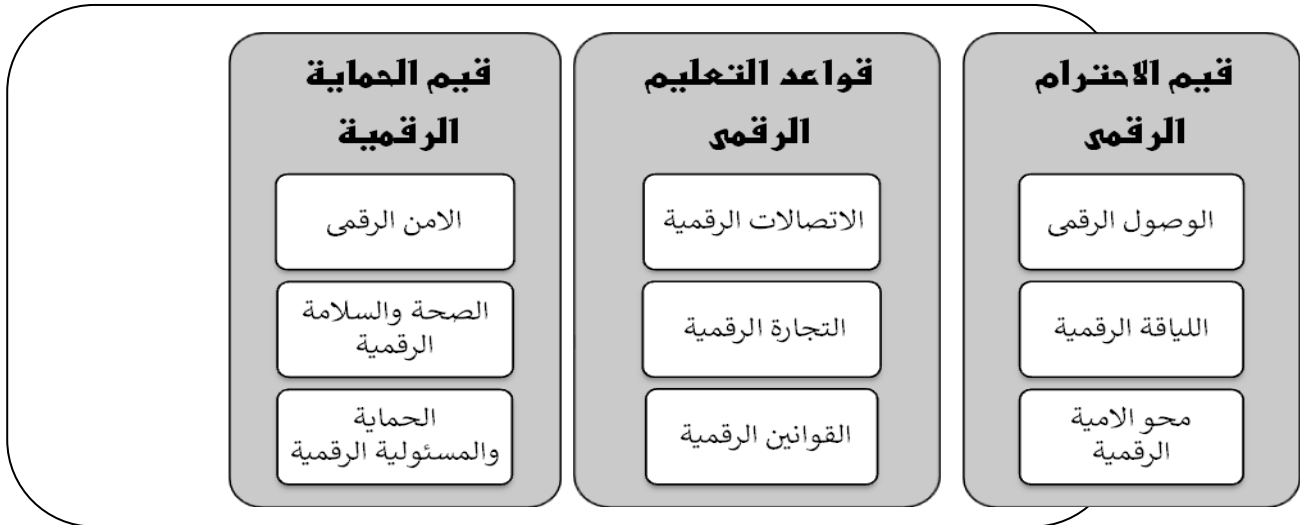 قيم الاحترام
الرقمى
الوصول الرقمى
اللياقة الرقمية
محو الامية
الرقمية
قواعد التعليم
الرقمى
الاتصالات الرقمية
التجارة الرقمية
القوانين الرقمية
قيم الحماية
الرقمية
الامن الرقمى
الصحة والسلامة
الرقمية
الحماية
والمسئولية الرقمية